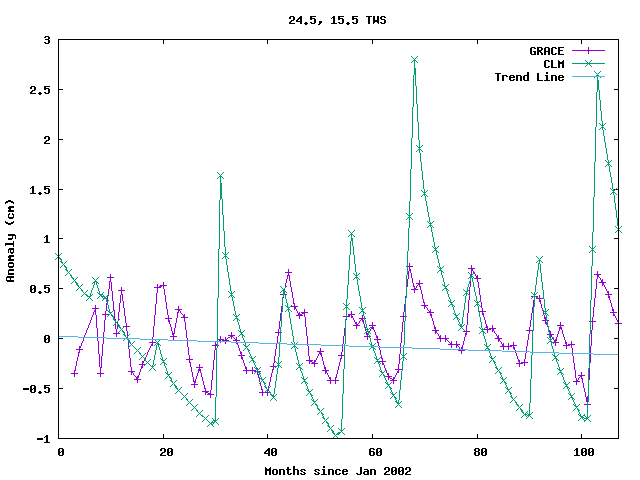 24.5, 15.5 TWS
GRACE
CLM
Trend Line
Anomaly (cm)
3
2.5
2
1.5
1
0.5
0
-0.5
-1
0 20 40 60 80 100
Months since Jan 2002